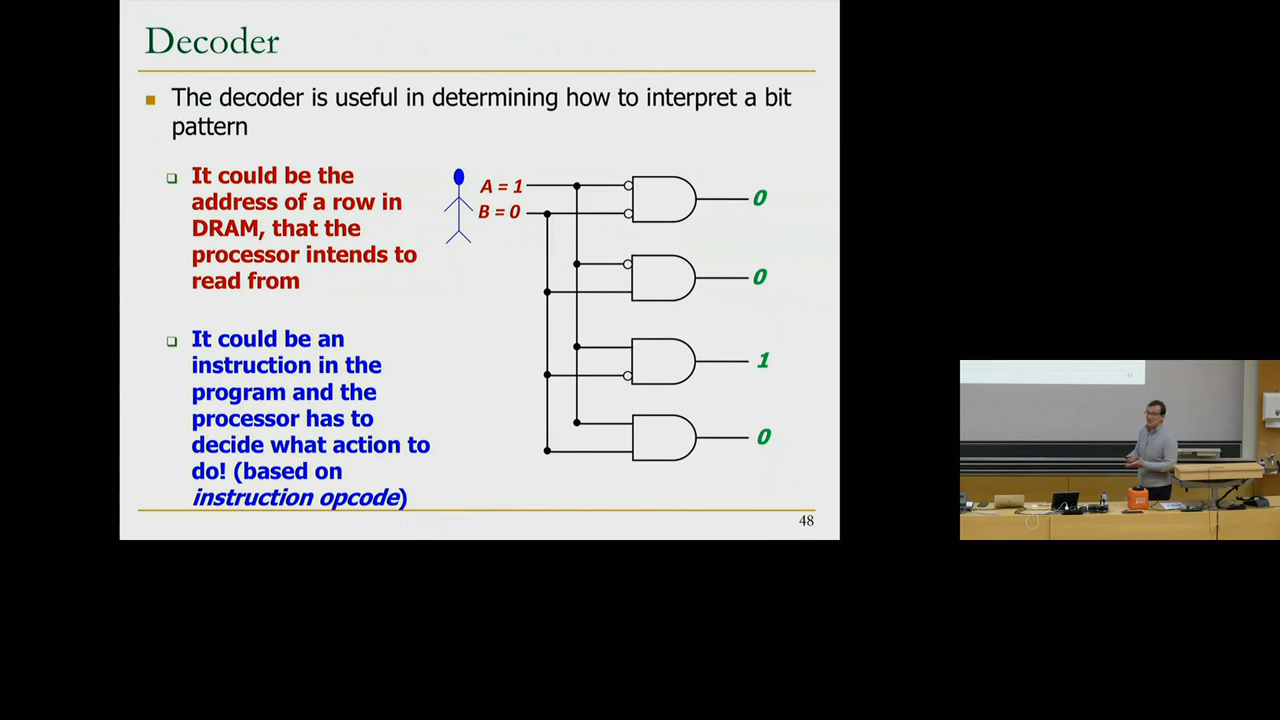 Decoder
The decoder is useful in determining how to interpret a bit
pattern
It could be the
address of a row in
DRAM, that the
processor intends to
read from
It could be an
instruction in the
program and the
processor has to
decide what action to
do! (based on
instruction opcode)
A = 1
B = 0
0
0
1
0
48